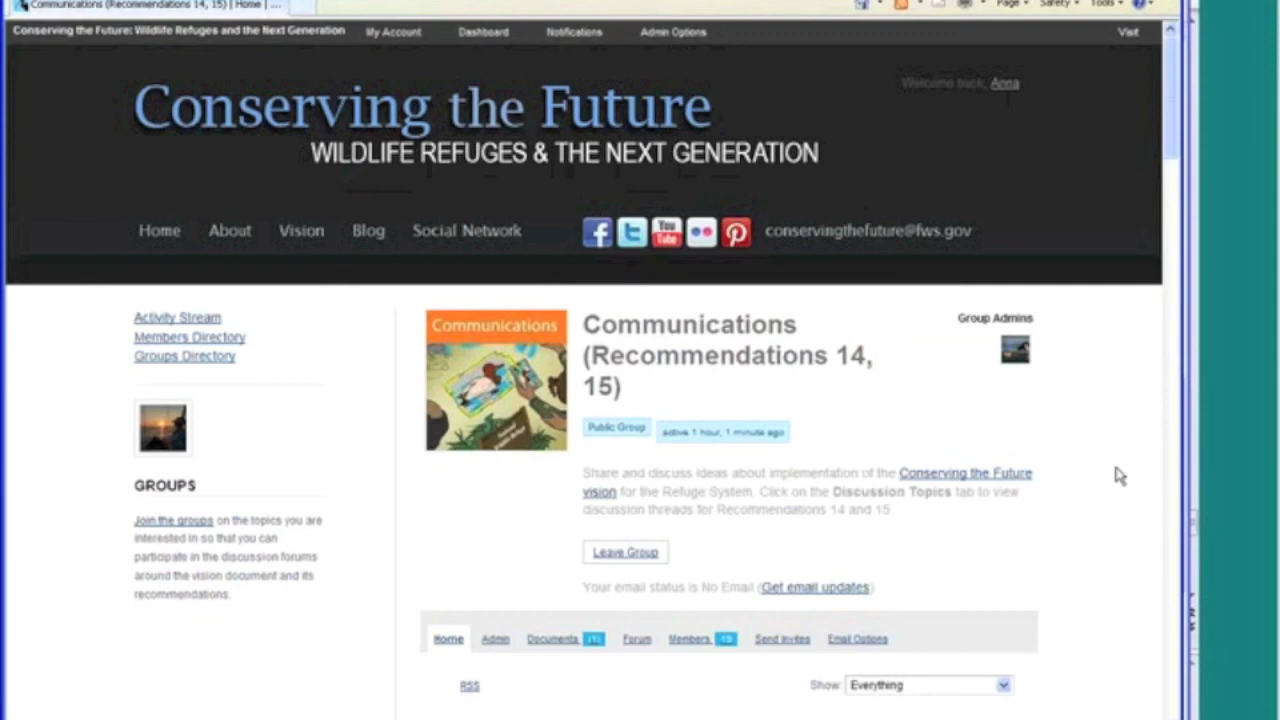 Communications (Recommendations 14, 15) | Home | ...
Page Safety Tools
Conserving the Future: Wildlife Refuges and the Next Generation My Account Dashboard Notifications Admin Options Visit
Welcome back, Anna
Conserving the Future
WILDLIFE REFUGES & THE NEXT GENERATION
Home About Vision Blog Social Network
f t You Tube p conservingthefuture@fws.gov
Activity Stream
Members Directory
Groups Directory
GROUPS
Join the groups on the topics you are
interested in so that you can
participate in the discussion forums
around the vision document and its
recommendations.
Communications
Communications
(Recommendations 14,
15)
Group Admins
Public Group active 1 hour, 1 minute ago
Share and discuss ideas about implementation of the Conserving the Future
vision for the Refuge System. Click on the Discussion Topics tab to view
discussion threads for Recommendations 14 and 15.
Leave Group
Your email status is No Email (Get email updates)
Home Admin Documents Forum Members Send Invites Email Options
RSS
Show: Everything